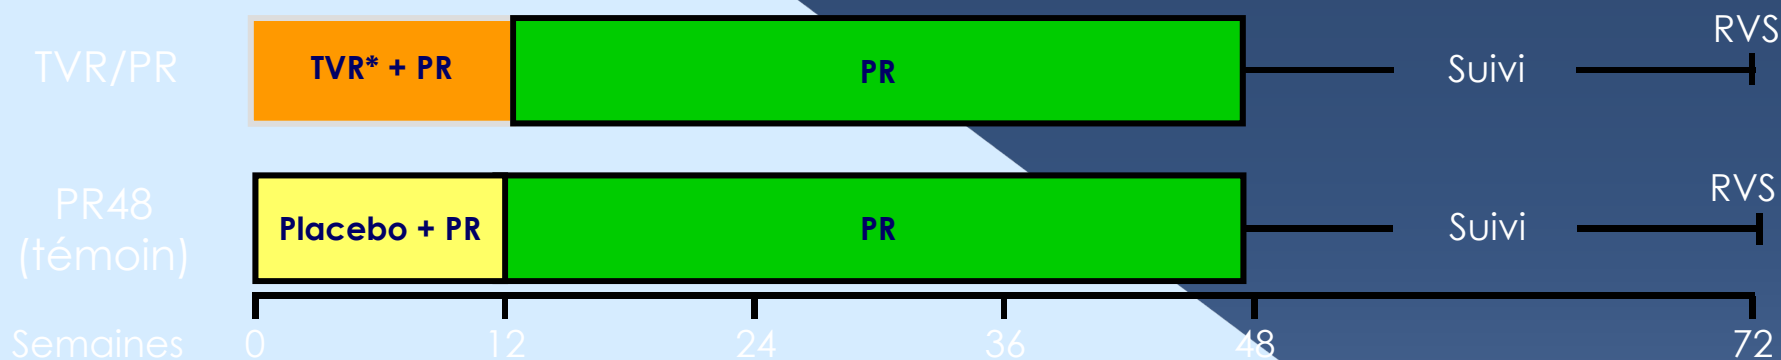 RVS
TVR/PR TVR* + PR PR Suivi
RVS
PR48
(témoin) Placebo + PR PR Suivi
Semaines 0 12 24 36 48 72